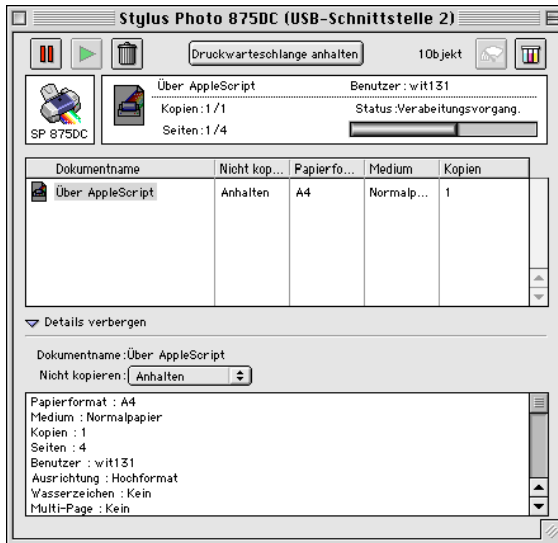 Stylus Photo 875DC (USB-Schnittstelle 2)
Druckwarteschlange anhalten
1Objekt
SP 875DC
Über AppleScript
Benutzer:wit131
Kopien:1/1
Status:Verabeitungsvorgang.
Seiten:1/4
Dokumentname Nicht kop... Papierfo... Medium Kopien
Über AppleScript Anhalten A4 Normalp... 1
Details verbergen
Dokumentname:Über AppleScript
Nicht kopieren: Anhalten
Papierformat : A4
Medium : Normalpapier
Kopien : 1
Seiten : 4
Benutzer : wit131
Ausrichtung : Hochformat
Wasserzeichen : Kein
Multi-Page : Kein